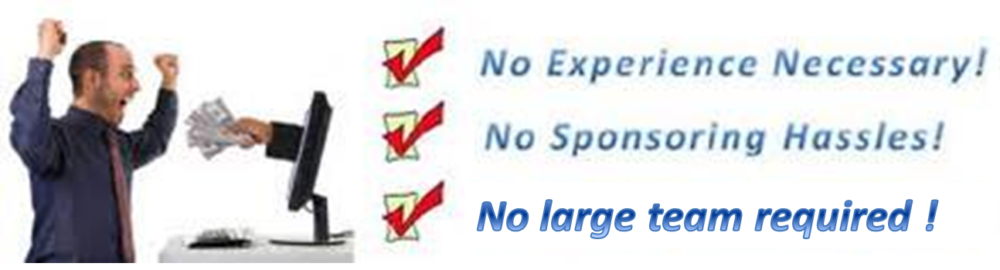 No Experience Necessary!
No Sponsoring Hassles!
No large team required !